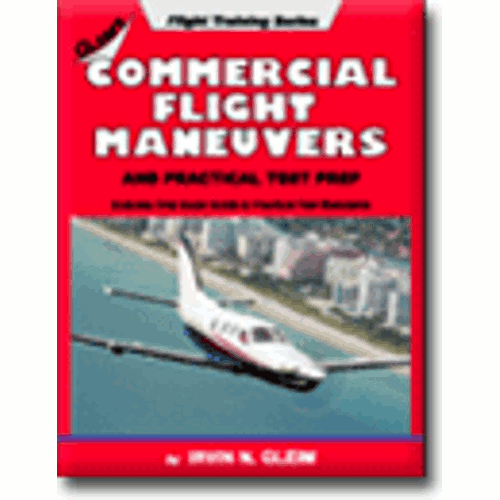 Flight Training Series
GLEIM'S
COMMERCIAL
FLIGHT
MANEUVERS
AND PRACTICAL TEST PREP
by IRVIN N. GLEIM